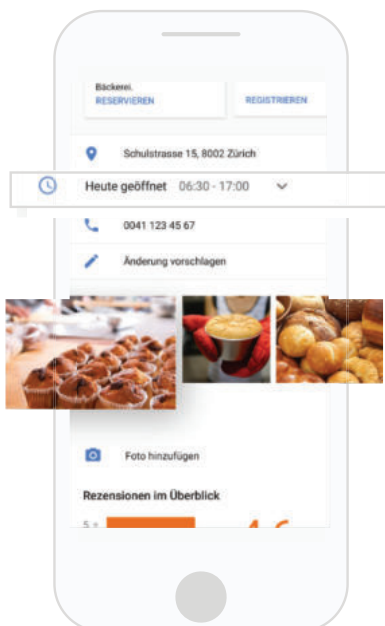 Bäckerei.
RESERVIEREN
REGISTRIEREN
Schulstrasse 15, 8002 Zürich
Heute geöffnet 06:30 - 17:00
0041 123 45 67
Änderung vorschlagen
Foto hinzufügen
Rezensionen im Überblick
5